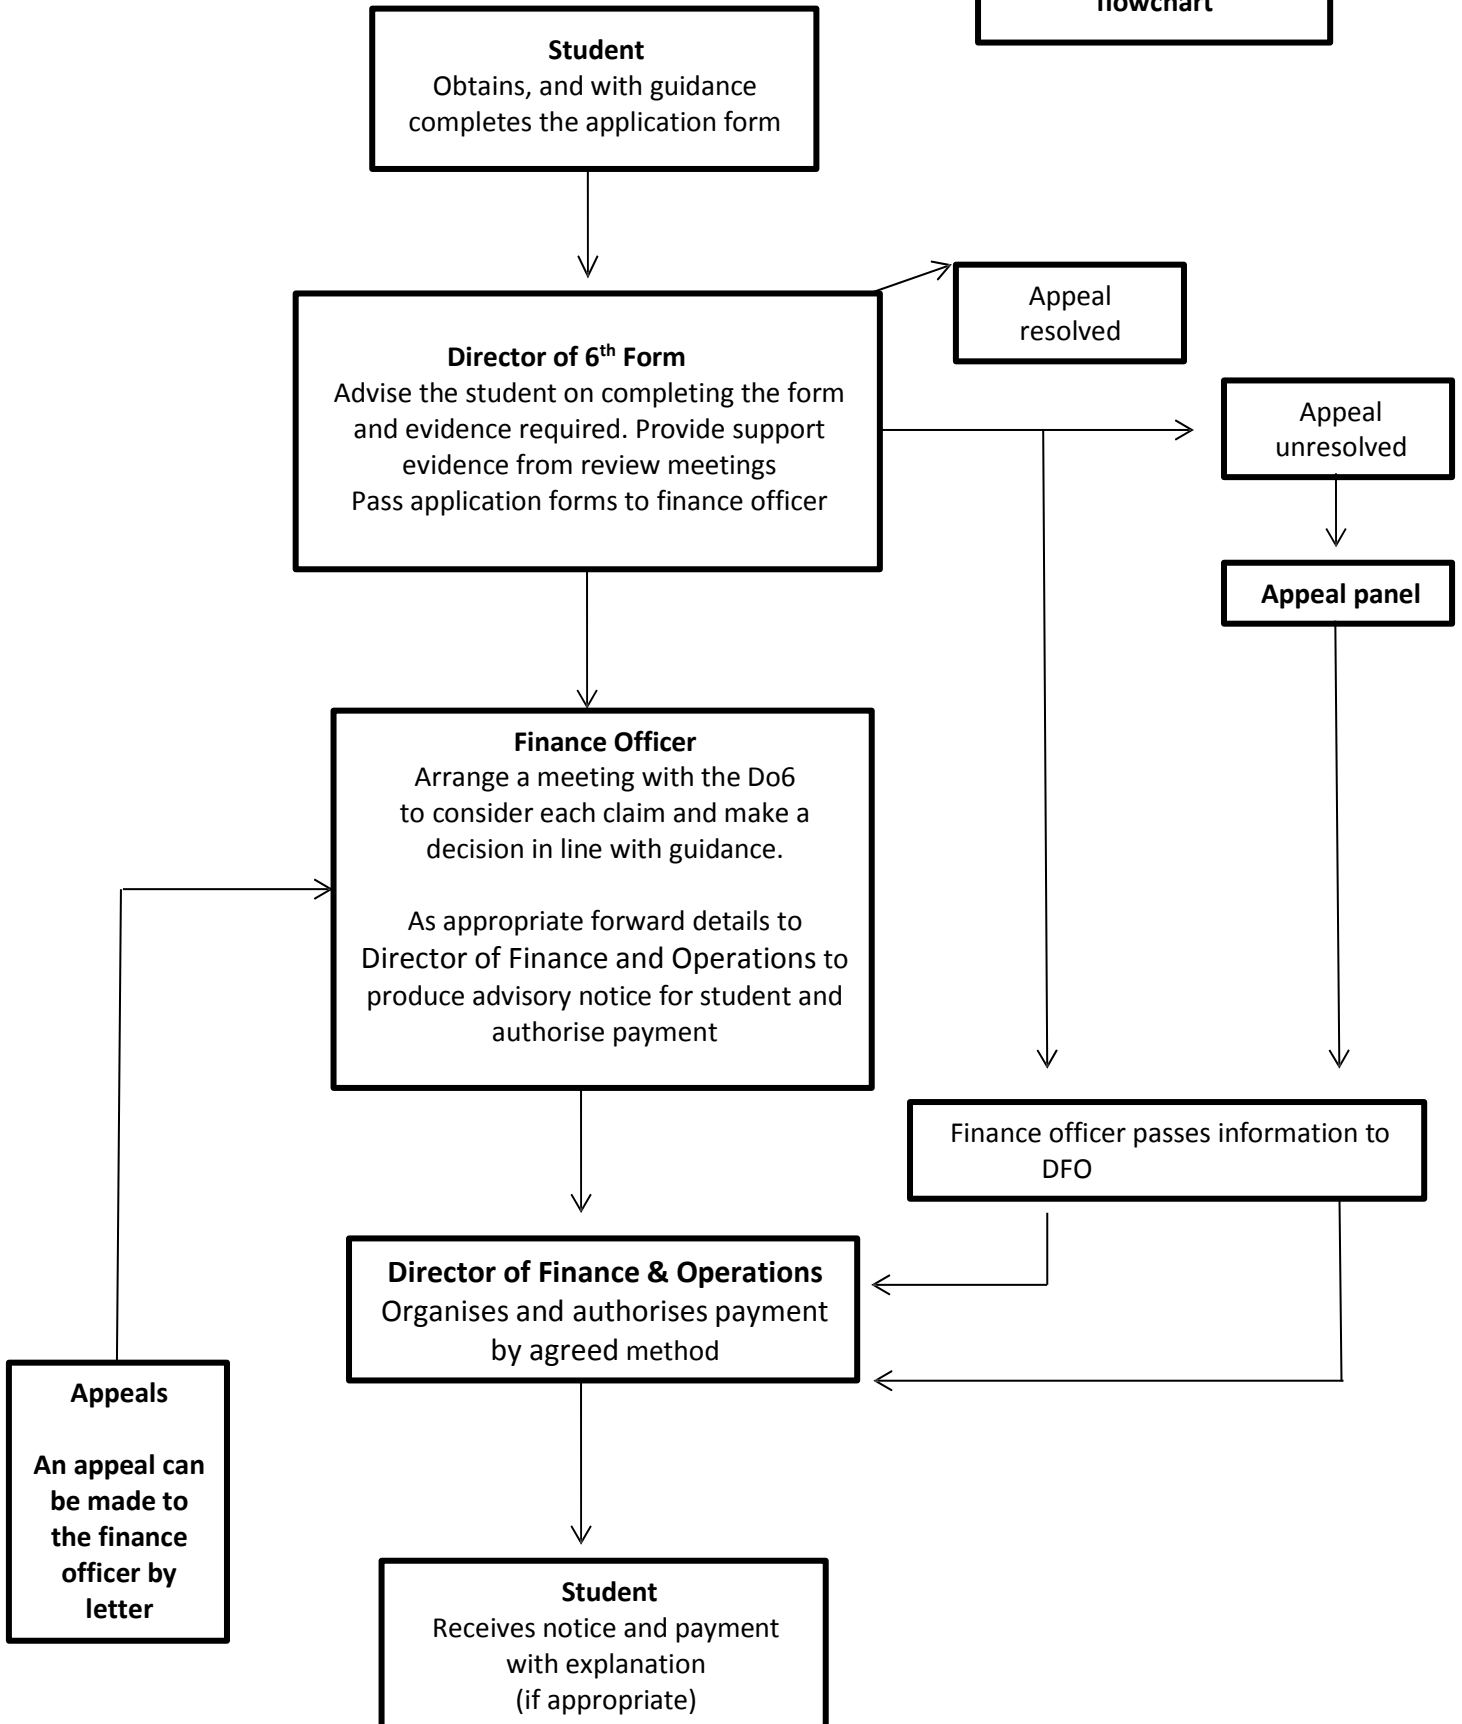 flowchart
Student
Obtains, and with guidance
completes the application form
Appeal
resolved
Director of 6th Form
Advise the student on completing the form
and evidence required. Provide support
evidence from review meetings
Pass application forms to finance officer
Appeal
unresolved
Appeal panel
Finance Officer
Arrange a meeting with the Do6
to consider each claim and make a
decision in line with guidance.
As appropriate forward details to
Director of Finance and Operations to
produce advisory notice for student and
authorise payment
Finance officer passes information to
DFO
Director of Finance & Operations
Organises and authorises payment
by agreed method
Appeals
An appeal can
be made to
the finance
officer by
letter
Student
Receives notice and payment
with explanation
(if appropriate)